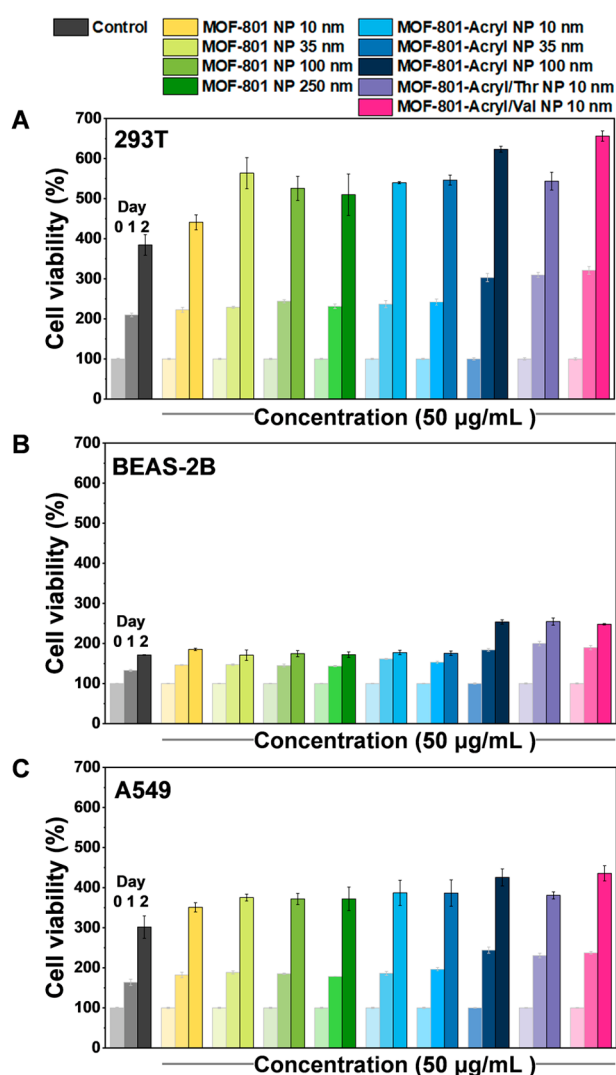 Control
MOF-801 NP 10 nm
MOF-801 NP 35 nm
MOF-801 NP 100 nm
MOF-801 NP 250 nm
MOF-801-Acryl NP 10 nm
MOF-801-Acryl NP 35 nm
MOF-801-Acryl NP 100 nm
MOF-801-Acryl/Thr NP 10 nm
MOF-801-Acryl/Val NP 10 nm
A
293T
Cell viability (%)
700
600
500
400
300
200
100
0
Day
0 1 2
Concentration (50 μg/mL )
B
BEAS-2B
Cell viability (%)
700
600
500
400
300
200
100
0
Day
0 1 2
Concentration (50 μg/mL )
C
A549
Cell viability (%)
700
600
500
400
300
200
100
0
Day
0 1 2
Concentration (50 μg/mL )